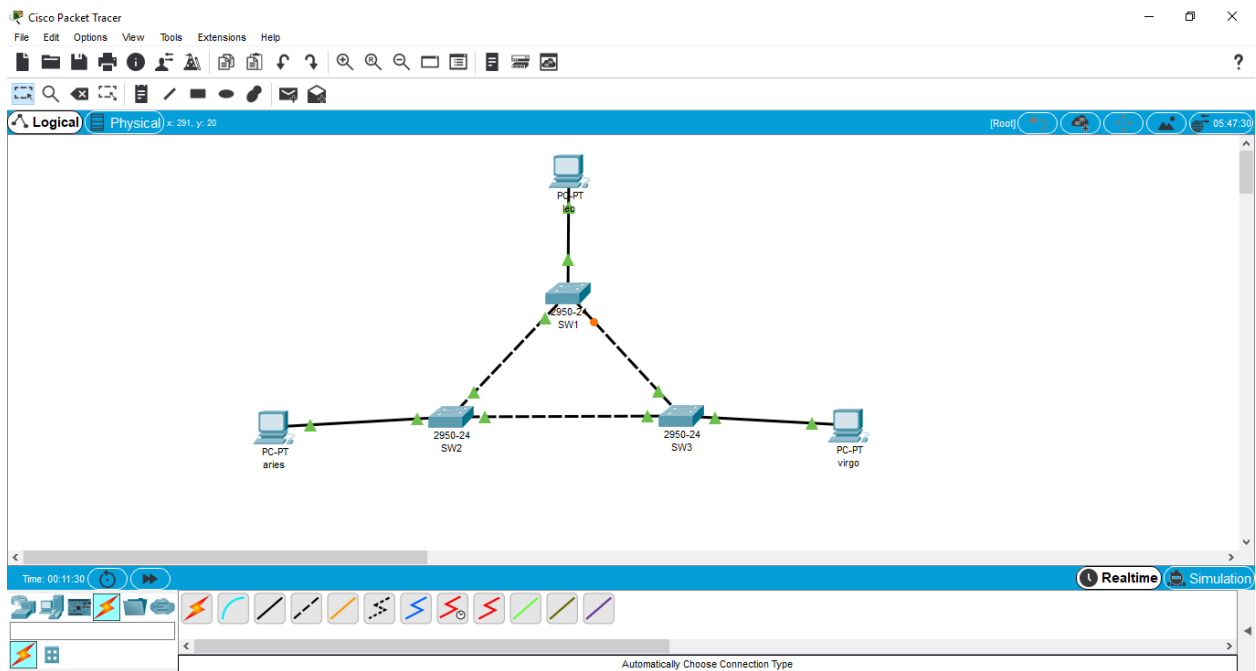 Cisco Packet Tracer
File Edit Options View Tools Extensions Help
?
Logical Physical x: 291, y: 20 [Root] 05:47:30
PC-PT
leo
2950-24
SW1
2950-24
SW2
2950-24
SW3
PC-PT
aries
PC-PT
virgo
Time: 00:11:30 Realtime Simulation
Automatically Choose Connection Type